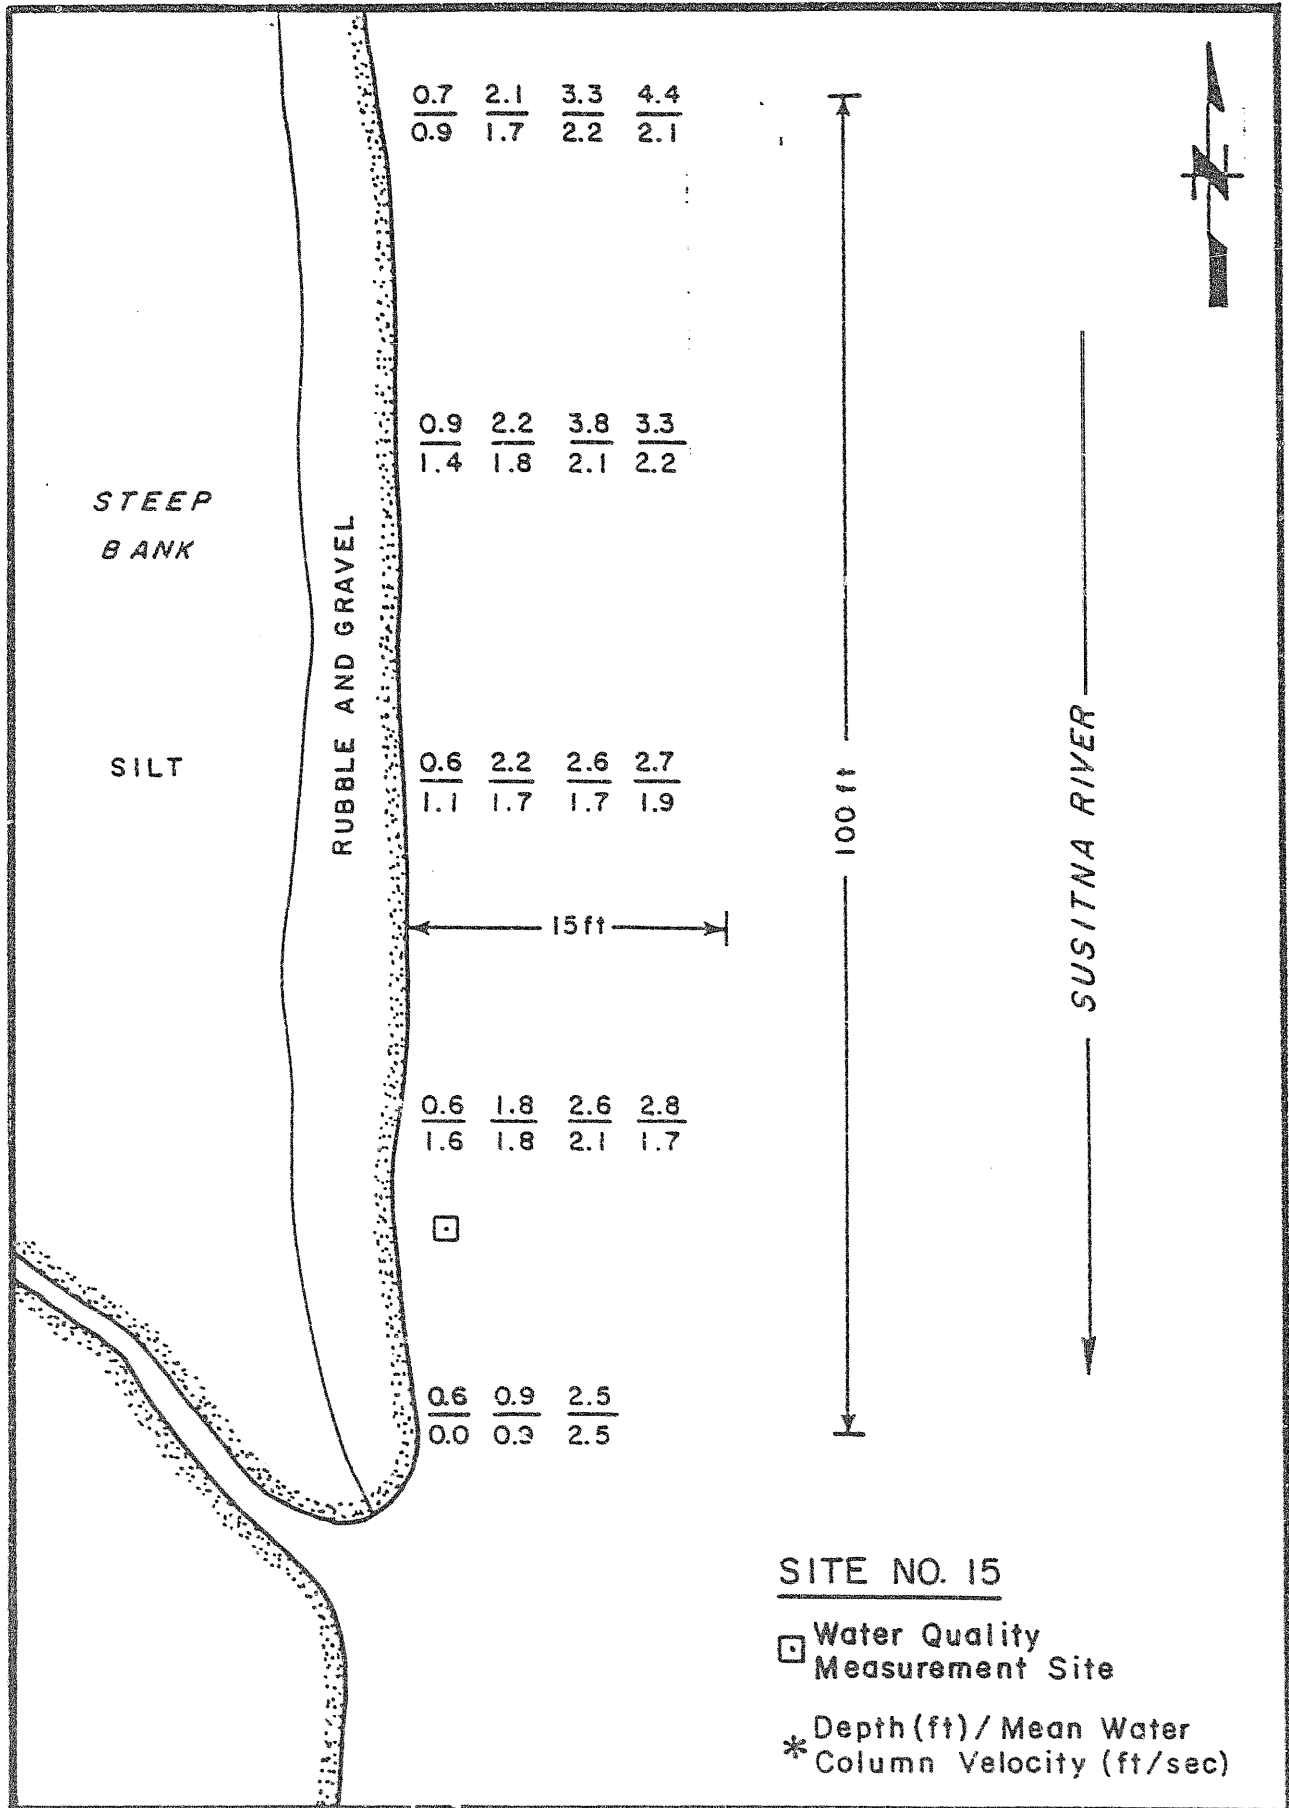 0.7 2.1 3.3 4.4
0.9 1.7 2.2 2.1
0.9 2.2 3.8 3.3
1.4 1.8 2.1 2.2
STEEP
BANK
RUBBLE AND GRAVEL
SILT
0.6 2.2 2.6 2.7
1.1 1.7 1.7 1.9
100 ft
SUSITNA RIVER
15 ft
0.6 1.8 2.6 2.8
1.6 1.8 2.1 1.7
0.6 0.9 2.5
0.0 2.5
SITE NO. 15
Water Quality
Measurement Site
* Depth (ft) / Mean Water
Column Velocity (ft/sec)